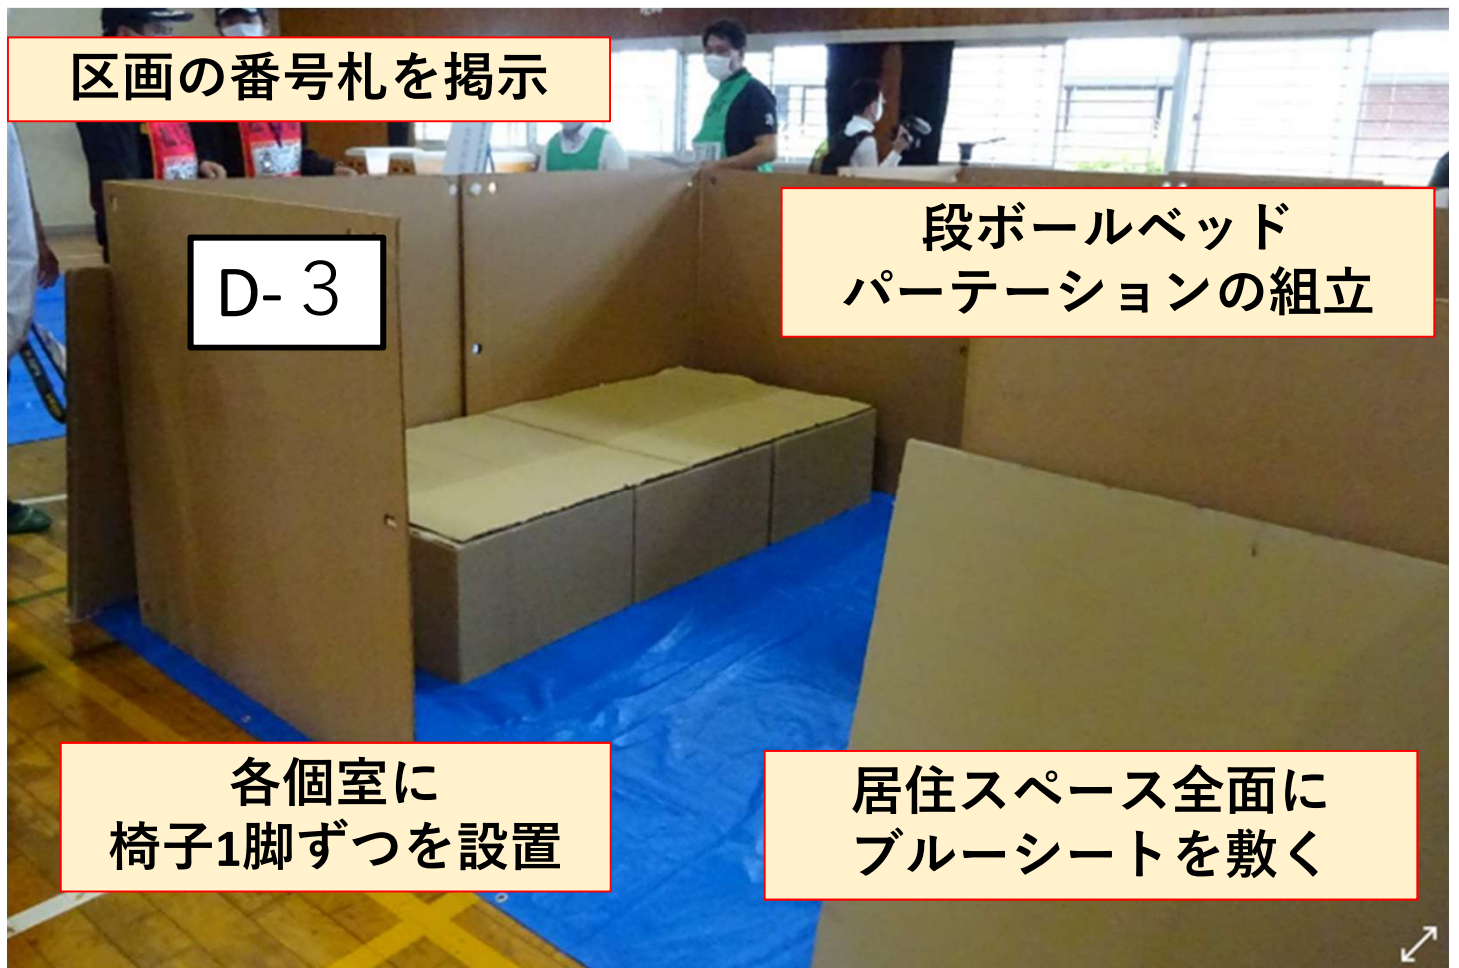 区画の番号札を掲示
段ボールベッド
パーテーションの組立
D-３
各個室に
椅子1脚ずつを設置
居住スペース全面に
ブルーシートを敷く